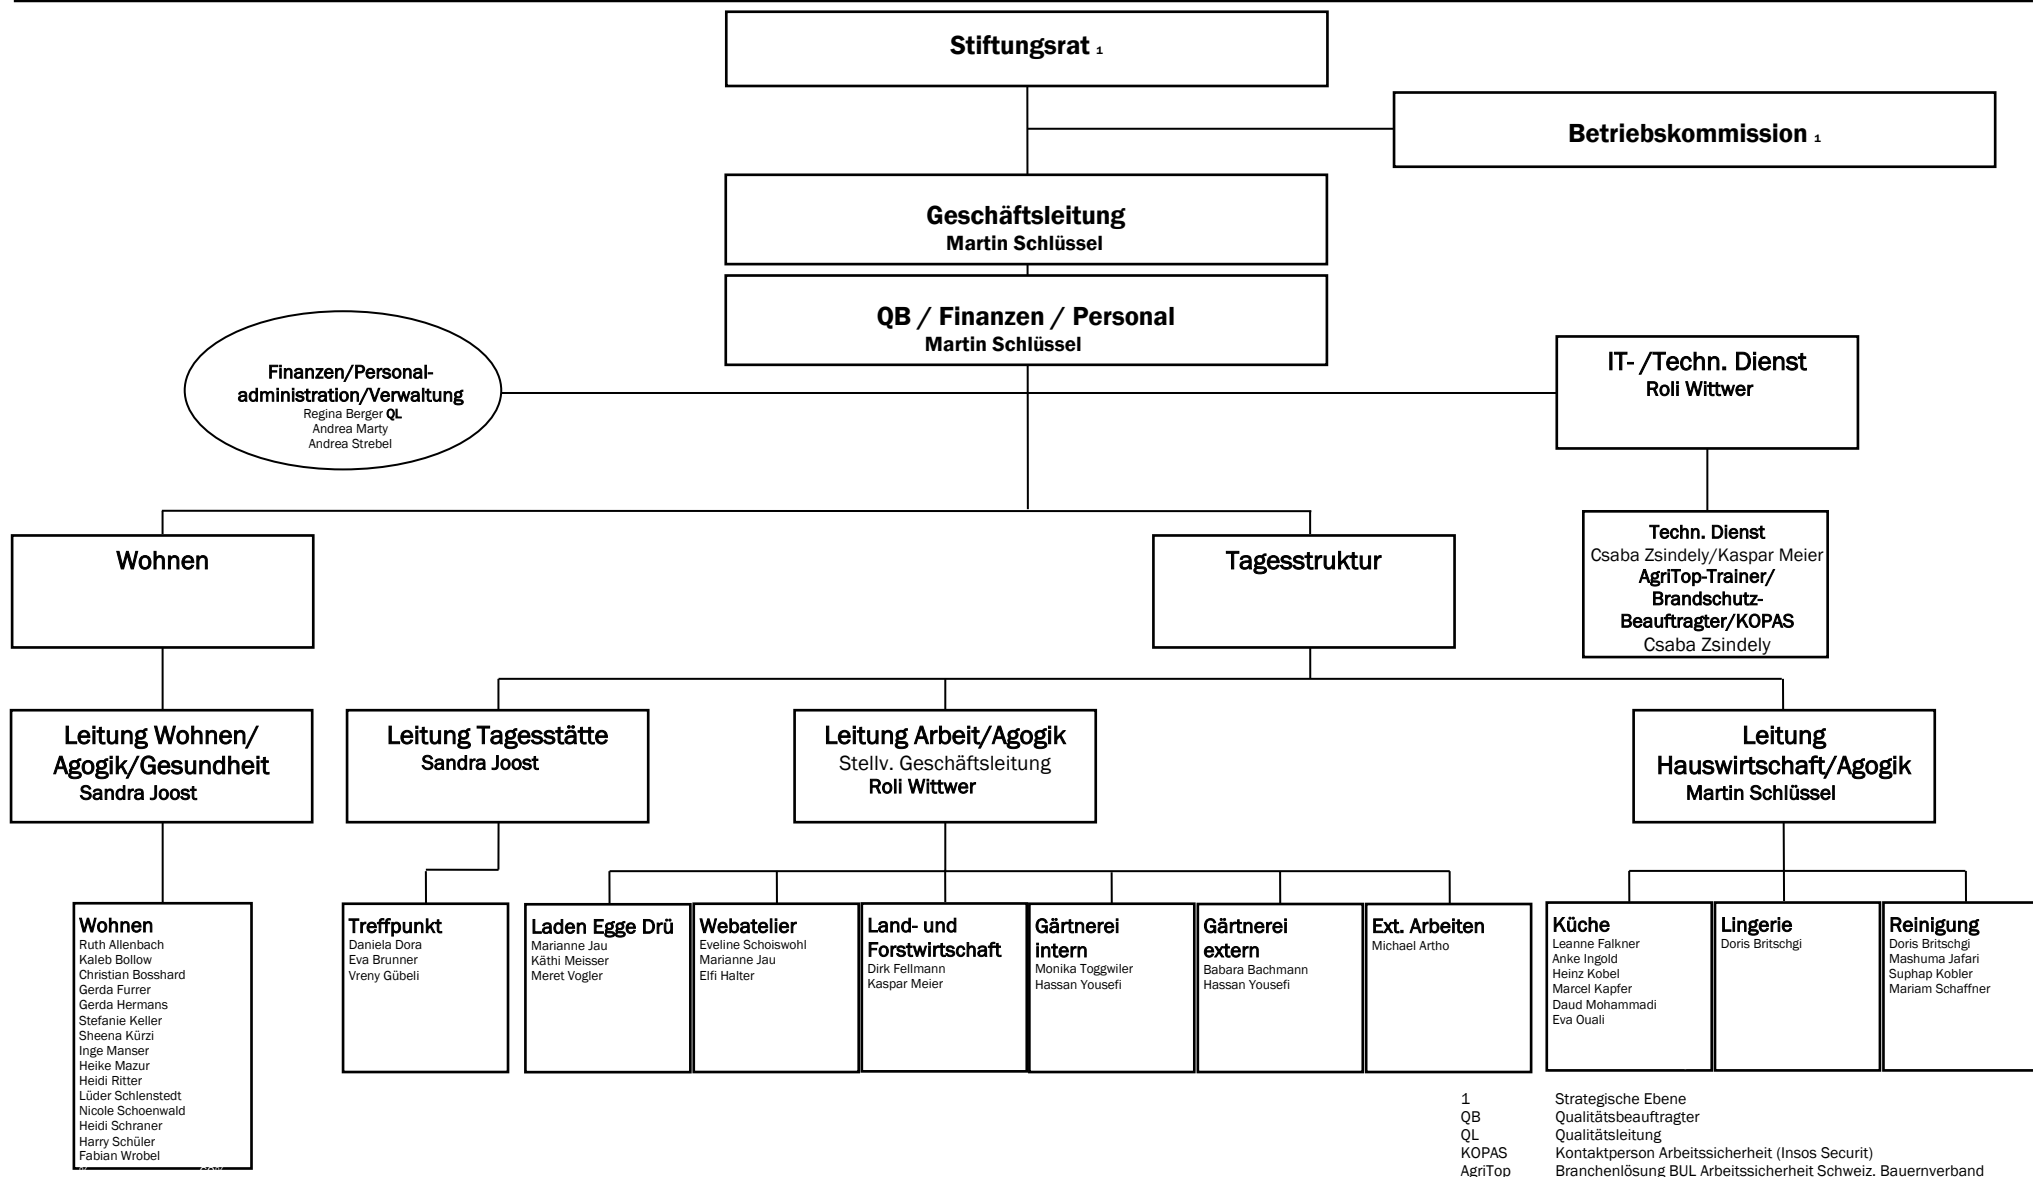 Stiftungsrat 1
Betriebskommission 1
Geschäftsleitung
Martin Schlüssel
QB / Finanzen / Personal
Martin Schlüssel
Finanzen/Personal-
administration/Verwaltung
Regina Berger QL
Andrea Marty
Andrea Strebel
IT- /Techn. Dienst
Roli Wittwer
Techn. Dienst
Csaba Zsindely/Kaspar Meier
AgriTop-Trainer/
Brandschutz-
Beauftragter/KOPAS
Csaba Zsindely
Wohnen
Tagesstruktur
Leitung Wohnen/
Agogik/Gesundheit
Sandra Joost
Leitung Tagesstätte
Sandra Joost
Leitung Arbeit/Agogik
Stellv. Geschäftsleitung
Roli Wittwer
Leitung
Hauswirtschaft/Agogik
Martin Schlüssel
Wohnen
Ruth Allenbach
Kaleb Bollow
Christian Bosshard
Gerda Furrer
Gerda Hermans
Stefanie Keller
Sheena Kürzi
Inge Manser
Heike Mazur
Heidi Ritter
Lüder Schlenstedt
Nicole Schoenwald
Heidi Schraner
Harry Schüler
Fabian Wrobel
Treffpunkt
Daniela Dora
Eva Brunner
Vreny Gübeli
Laden Egge Drü
Marianne Jau
Käthi Meisser
Meret Vogler
Webatelier
Eveline Schoiswohl
Marianne Jau
Elfi Halter
Land- und
Forstwirtschaft
Dirk Fellmann
Kaspar Meier
Gärtnerei
intern
Monika Toggwiler
Hassan Yousefi
Gärtnerei
extern
Babara Bachmann
Hassan Yousefi
Ext. Arbeiten
Michael Artho
Küche
Leanne Falkner
Anke Ingold
Heinz Kobel
Marcel Kapfer
Daud Mohammadi
Eva Ouali
Lingerie
Doris Britschgi
Reinigung
Doris Britschgi
Mashuma Jafari
Suphap Kobler
Mariam Schaffner
1 Strategische Ebene
QB Qualitätsbeauftragter
QL Qualitätsleitung
KOPAS Kontaktperson Arbeitssicherheit (Insos Securit)
AgriTop Branchenlösung BUL Arbeitssicherheit Schweiz. Bauernverband